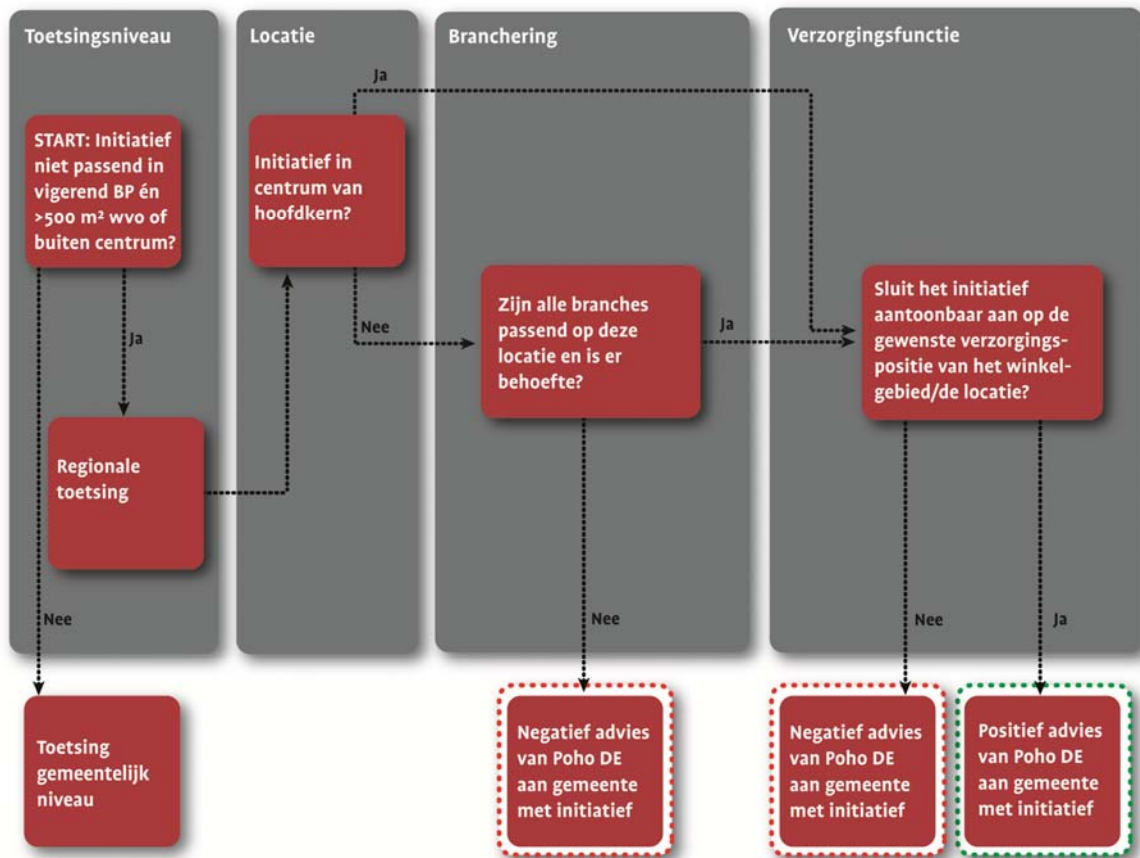 Toetsingsniveau
Locatie
Branchering
Verzorgingsfunctie
START: Initiatief
niet passend in
vigerend BP én
>500 m² wvo of
buiten centrum?
Ja
Regionale
toetsing
Nee
Toetsing
gemeentelijk
niveau
Ja
Initiatief in
centrum van
hoofdkern?
Nee
Zijn alle branches
passend op deze
locatie en is er
behoefte?
Ja
Nee
Negatief advies
van Poho DE
aan gemeente
met initiatief
Sluit het initiatief
aantoonbaar aan op de
gewenste verzorgings-
positie van het winkel-
gebied/de locatie?
Nee
Ja
Negatief advies
van Poho DE
aan gemeente
met initiatief
Positief advies
van Poho DE
aan gemeente
met initiatief